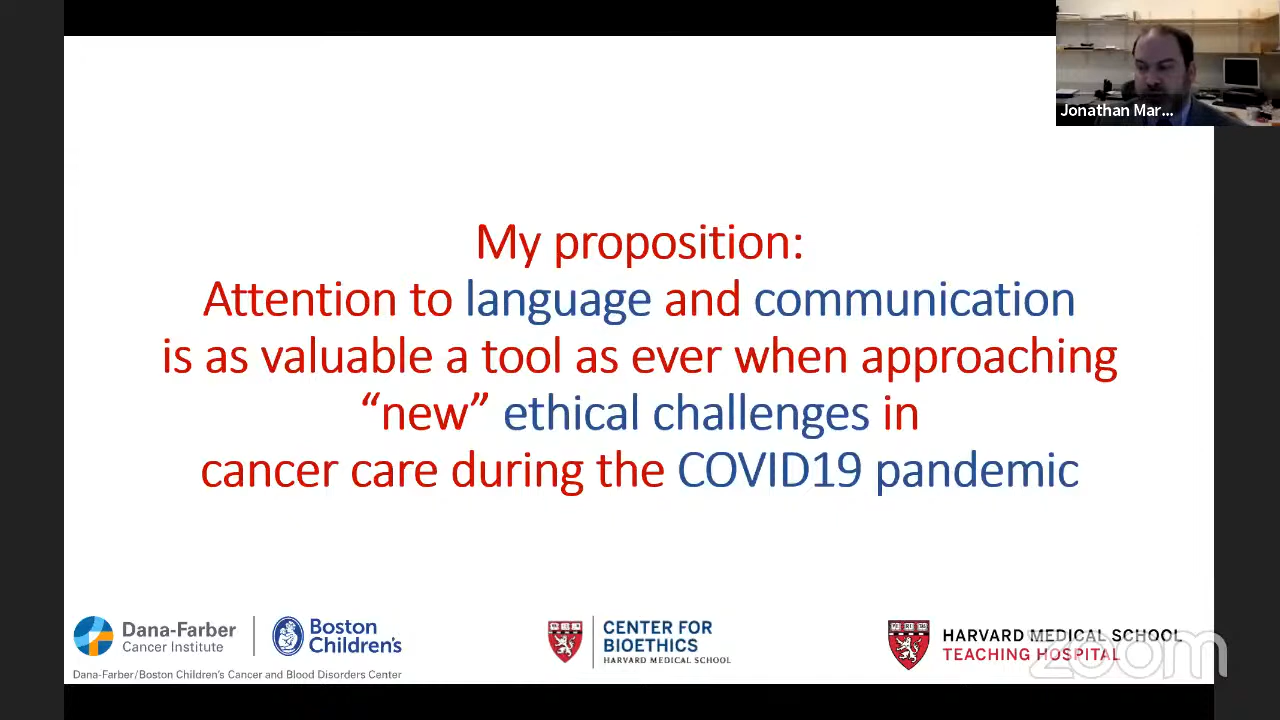 Jonathan Mar...
My proposition:
Attention to language and communication
is as valuable a tool as ever when approaching
“new” ethical challenges in
cancer care during the COVID19 pandemic
Dana-Farber
Cancer Institute
Boston
Children's
Dana-Farber/Boston Children's Cancer and Blood Disorders Center
CENTER FOR
BIOETHICS
HARVARD MEDICAL SCHOOL
HARVARD MEDICAL SCHOOL
TEACHING HOSPITAL
zoom